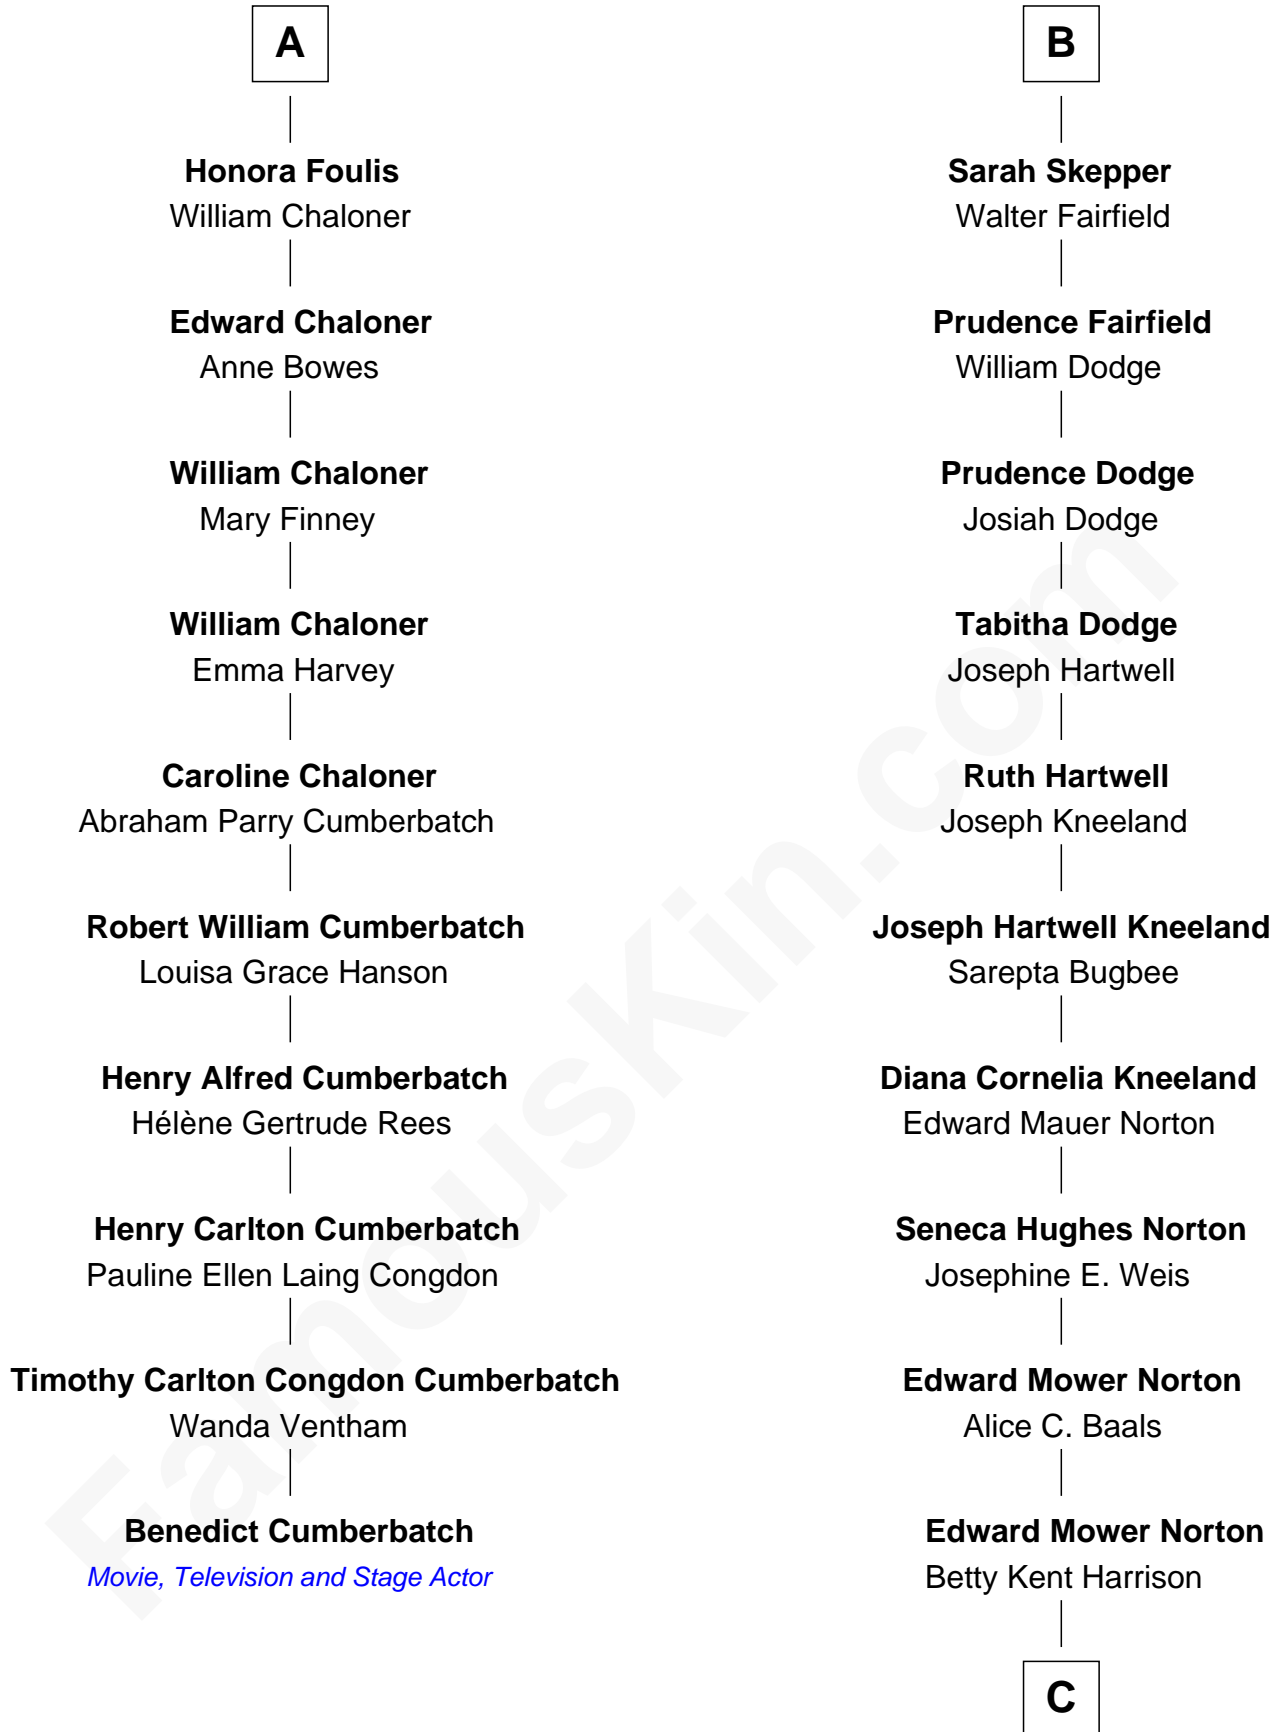 A
Honora Foulis
William Chaloner
Edward Chaloner
Anne Bowes
William Chaloner
Mary Finney
William Chaloner
Emma Harvey
Caroline Chaloner
Abraham Parry Cumberbatch
Robert William Cumberbatch
Louisa Grace Hanson
Henry Alfred Cumberbatch
Hélène Gertrude Rees
Henry Carlton Cumberbatch
Pauline Ellen Laing Congdon
Timothy Carlton Congdon Cumberbatch
Wanda Ventham
Benedict Cumberbatch
Movie, Television and Stage Actor
B
Sarah Skepper
Walter Fairfield
Prudence Fairfield
William Dodge
Prudence Dodge
Josiah Dodge
Tabitha Dodge
Joseph Hartwell
Ruth Hartwell
Joseph Kneeland
Joseph Hartwell Kneeland
Sarepta Bugbee
Diana Cornelia Kneeland
Edward Mauer Norton
Seneca Hughes Norton
Josephine E. Weis
Edward Mower Norton
Alice C. Baals
Edward Mower Norton
Betty Kent Harrison
C
FamousKin.com